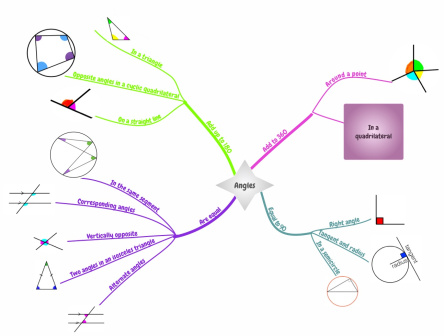 In a triangle
Opposite angles in a cyclic quadrilateral
On a straight line
Add up to 180
Around a point
Add to 360
In a
quadrilateral
Angles
In the same segment
Corresponding angles
Vertically opposite
Two angles in an isosceles triangle
Alternate angles
Are equal
Equal to 90
Right angle
Tangent and radius
In a semicircle
tangent
radius